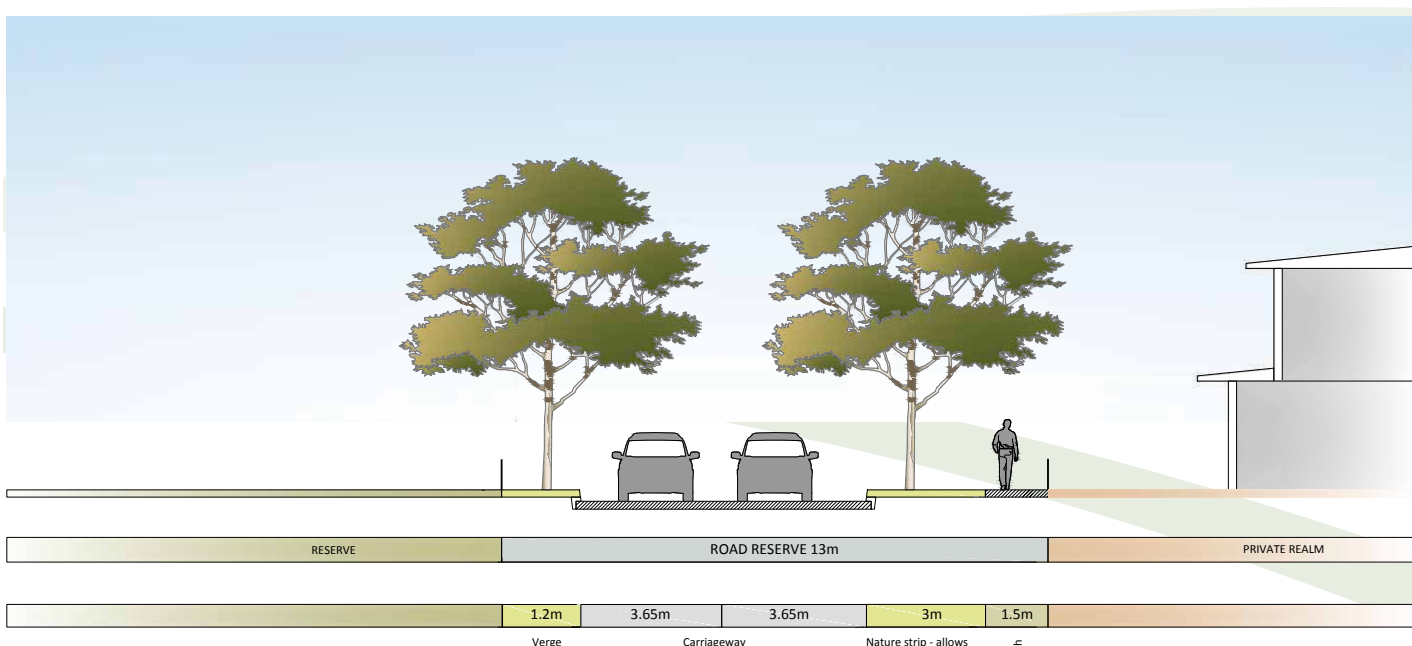 RESERVE ROAD RESERVE 13m PRIVATE REALM
1.2m 3.65m 3.65m 3m 1.5m
Verge Carriageway Nature strip - allows